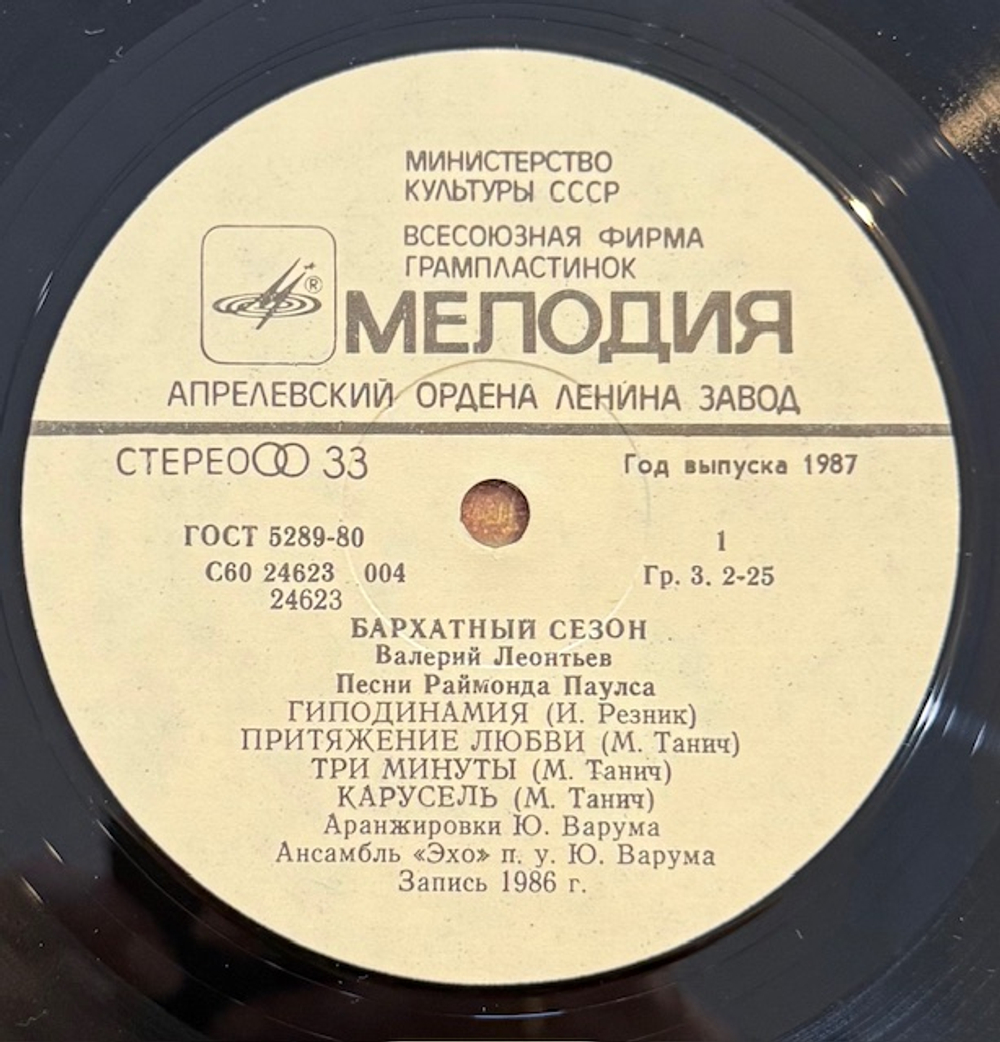 МИНИСТЕРСТВО
КУЛЬТУРЫ СССР
ВСЕСОЮЗНАЯ ФИРМА
ГРАМПЛАСТИНОК
®
МЕЛОДИЯ
АПРЕЛЕВСКИЙ ОРДЕНА ЛЕНИНА ЗАВОД
СТЕРЕО 33
Год выпуска 1987
ГОСТ 5289-80
1
С60 24623 004
Гр. 3. 2-25
24623
БАРХАТНЫЙ СЕЗОН
Валерий Леонтьев
Песни Раймонда Паулса
ГИПОДИНАМИЯ (И. Резник)
ПРИТЯЖЕНИЕ ЛЮБВИ (М. Танич)
ТРИ МИНУТЫ (М. Танич)
КАРУСЕЛЬ (М. Танич)
Аранжировки Ю. Варума
Ансамбль «Эхо» п. у. Ю. Варума
Запись 1986 г.